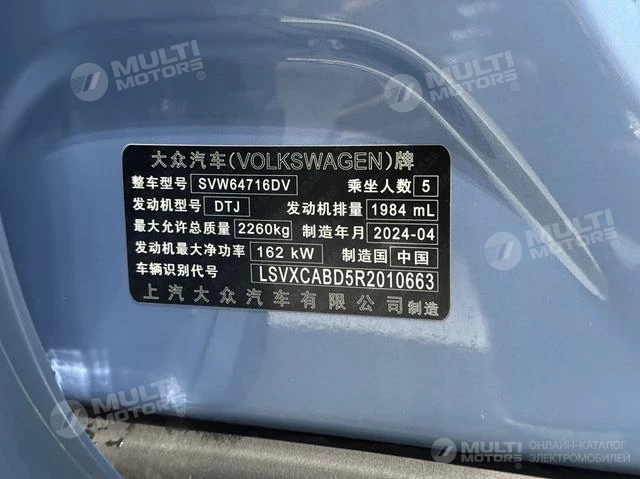 MULTI MOTORS®
MULTI MOTORS®
大众汽车(VOLKSWAGEN)牌
整车型号 SVW64716DV 乘坐人数 5
发动机型号 DTJ 发动机排量 1984 mL
最大允许总质量 2260kg 制造年月 2024-04
发动机最大净功率 162 kW 制造国 中国
车辆识别代号 LSVXCABD5R2010663
上汽大众汽车有限公司制造
MULTI MOTORS®
MULTI MOTORS®
MULTI MOTORS® ОНЛАЙН-КАТАЛОГ ЭЛЕКТРОМОБИЛЕЙ